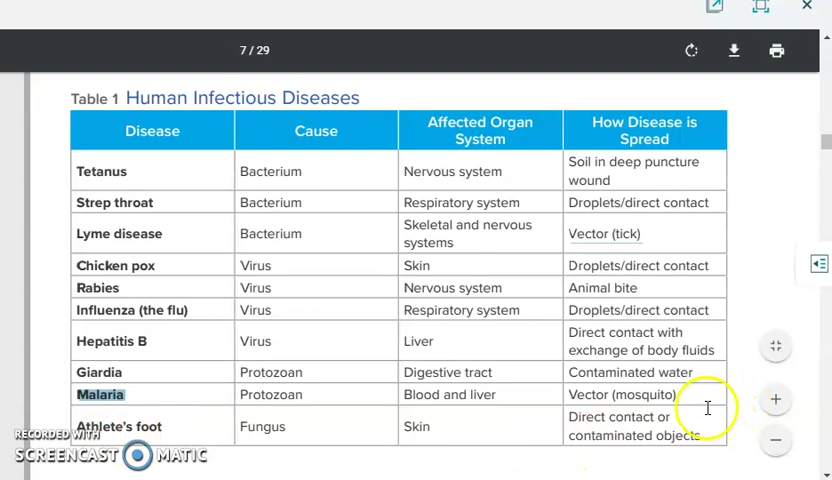 7 / 29
Table 1 Human Infectious Diseases
Disease Cause Affected Organ System How Disease is Spread
Tetanus Bacterium Nervous system Soil in deep puncture wound
Strep throat Bacterium Respiratory system Droplets/direct contact
Lyme disease Bacterium Skeletal and nervous systems Vector (tick)
Chicken pox Virus Skin Droplets/direct contact
Rabies Virus Nervous system Animal bite
Influenza (the flu) Virus Respiratory system Droplets/direct contact
Hepatitis B Virus Liver Direct contact with exchange of body fluids
Giardia Protozoan Digestive tract Contaminated water
Malaria Protozoan Blood and liver Vector (mosquito)
Athlete's foot Fungus Skin Direct contact or contaminated objects
RECORDED WITH
SCREENCAST MATIC